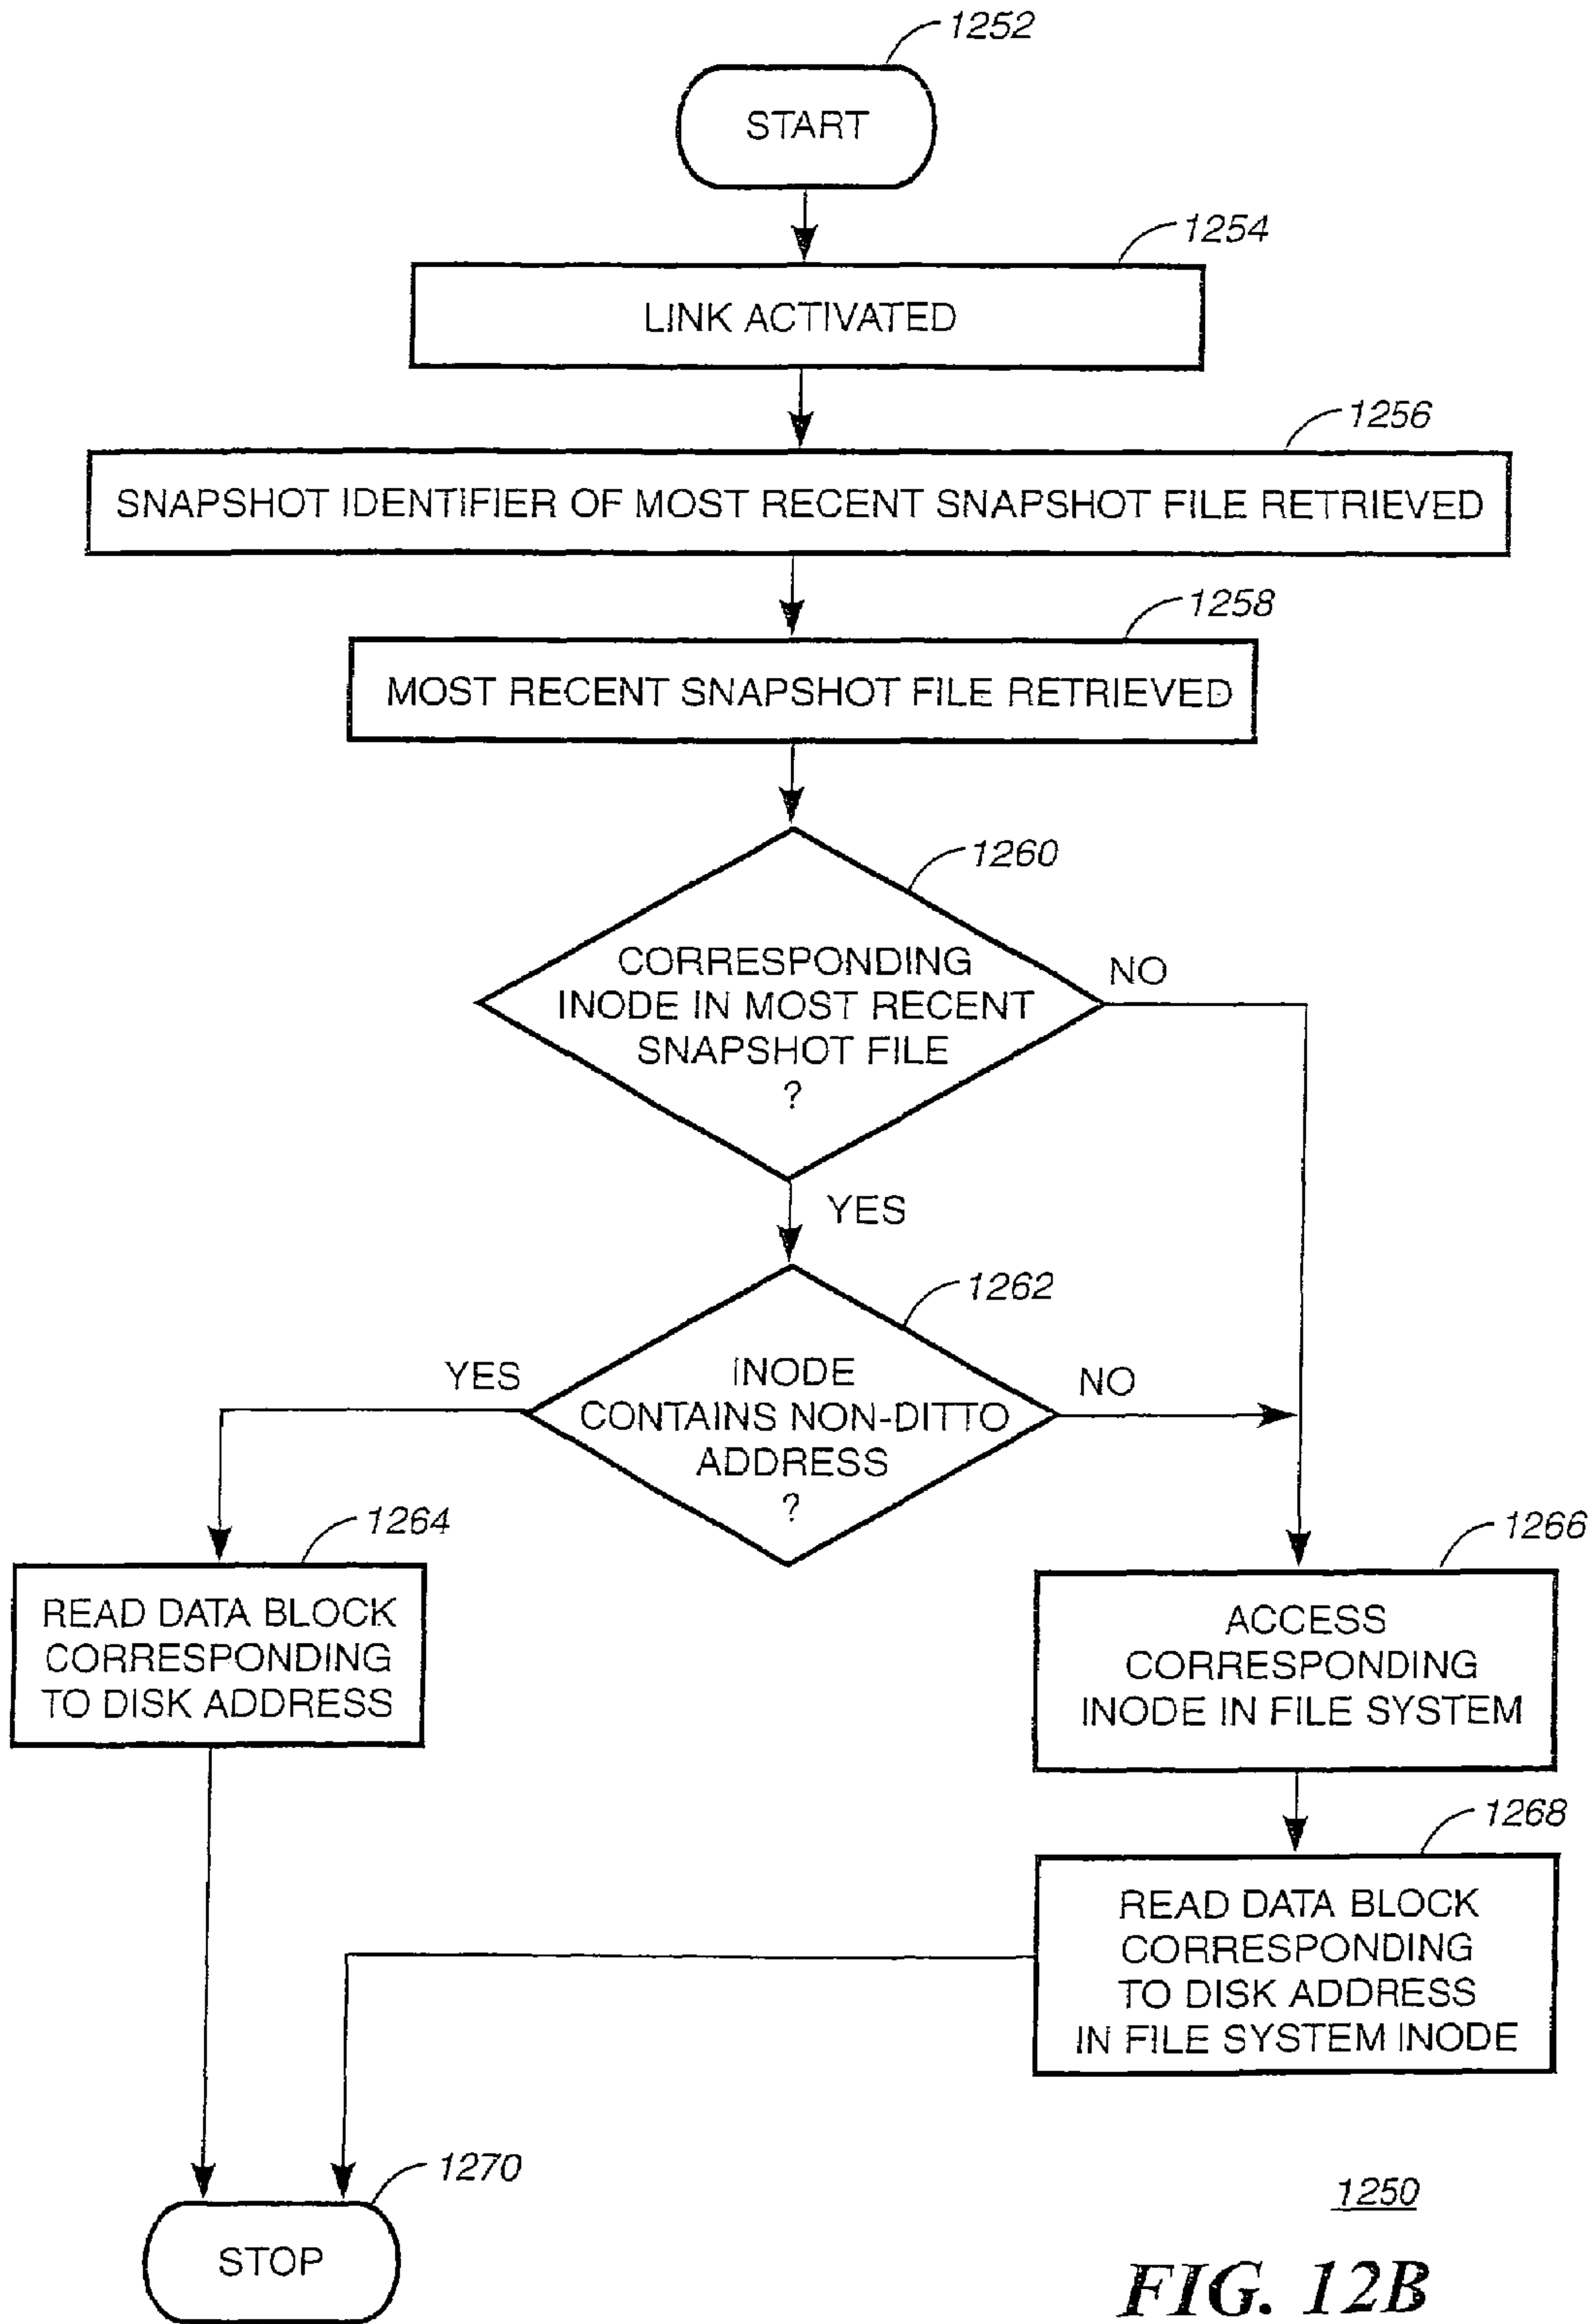 1252
START
1254
LINK ACTIVATED
1256
SNAPSHOT IDENTIFIER OF MOST RECENT SNAPSHOT FILE RETRIEVED
1258
MOST RECENT SNAPSHOT FILE RETRIEVED
1260
CORRESPONDING
INODE IN MOST RECENT
SNAPSHOT FILE
?
NO
YES
1262
INODE
CONTAINS NON-DITTO
ADDRESS
?
YES
NO
1264
READ DATA BLOCK
CORRESPONDING
TO DISK ADDRESS
1266
ACCESS
CORRESPONDING
INODE IN FILE SYSTEM
1268
READ DATA BLOCK
CORRESPONDING
TO DISK ADDRESS
IN FILE SYSTEM INODE
1270
STOP
1250
FIG. 12B